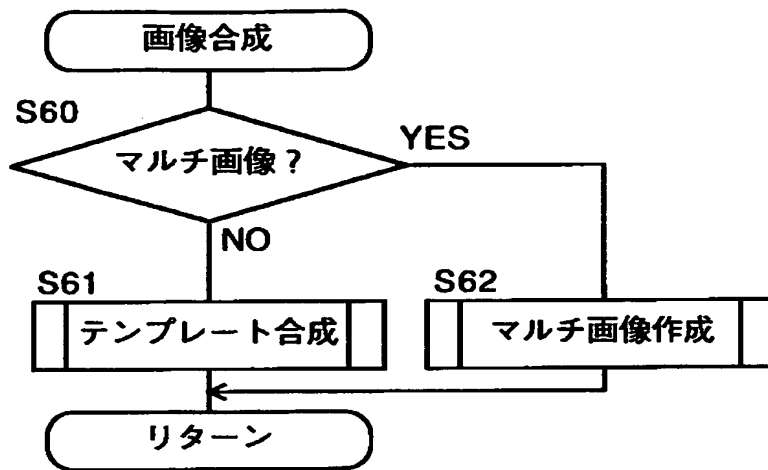 画像合成
S60
マルチ画像？
YES
NO
S61
テンプレート合成
S62
マルチ画像作成
リターン